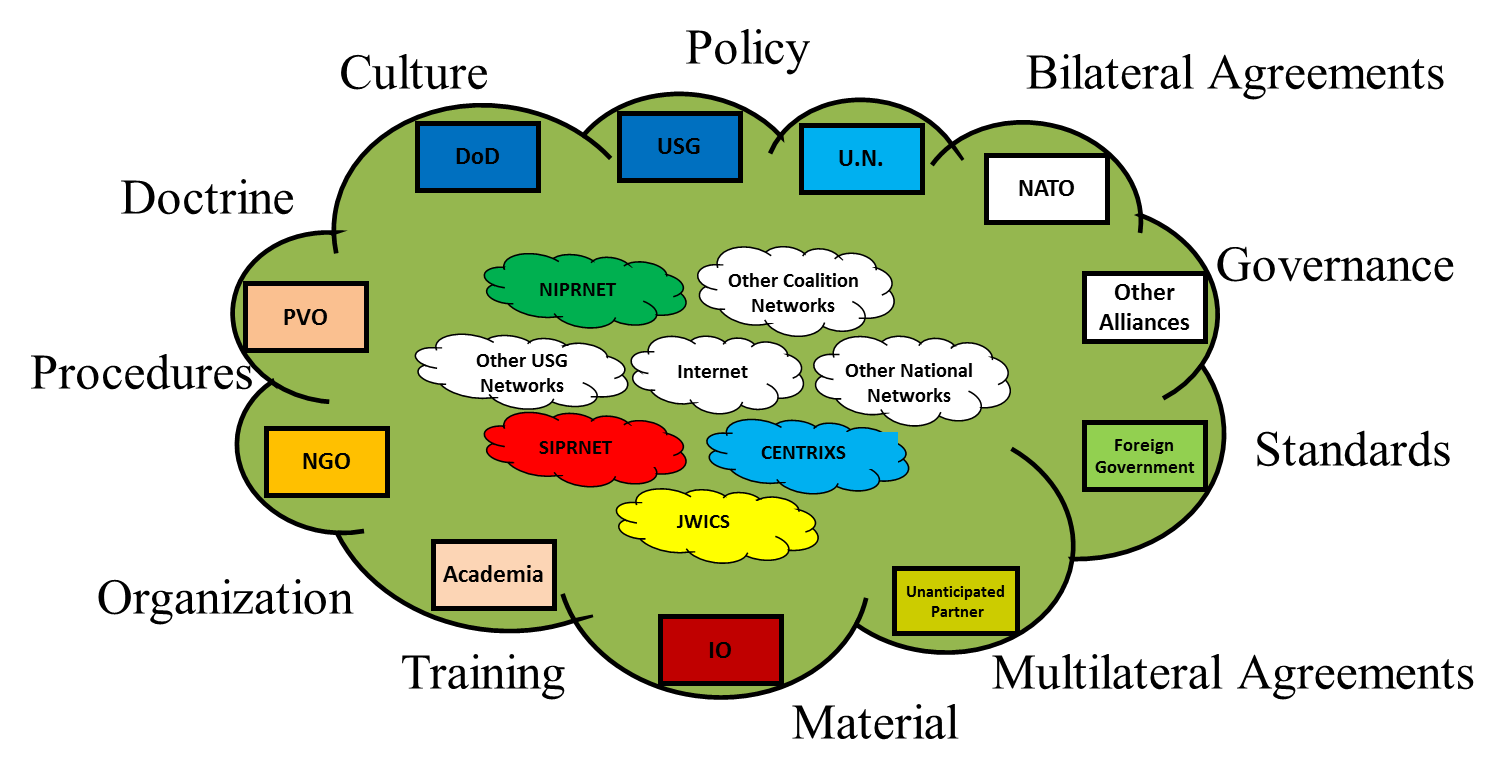 Policy
Culture
Bilateral Agreements
DoD
USG
U.N.
NATO
Doctrine
Governance
NIPRNET
Other Coalition
Networks
PVO
Other
Alliances
Procedures
Other USG
Networks
Internet
Other National
Networks
NGO
SIPRNET
CENTRIXS
Foreign
Government
Standards
JWICS
Organization
Academia
Unanticipated
Partner
IO
Training
Multilateral Agreements
Material